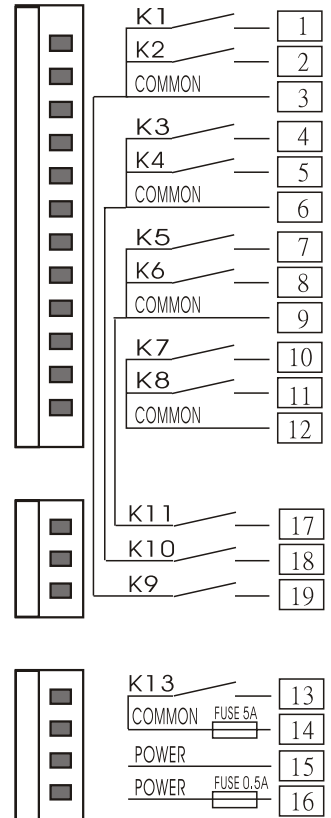 K1 1
K2 2
COMMON 3
K3 4
K4 5
COMMON 6
K5 7
K6 8
COMMON 9
K7 10
K8 11
COMMON 12
K11 17
K10 18
K9 19
K13 13
COMMON FUSE 5A 14
POWER 15
POWER FUSE 0.5A 16